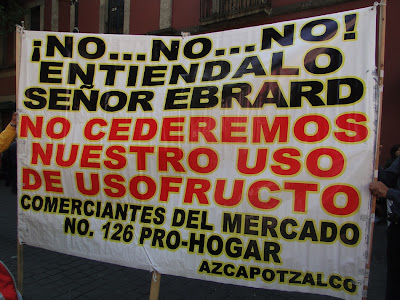 ¡NO...NO...NO!
ENTIENDALO
SEÑOR EBRARD
NO CEDEREMOS
NUESTRO USO
DE USOFRUCTO
COMERCIANTES DEL MERCADO
NO. 126 PRO-HOGAR
AZCAPOTZALCO